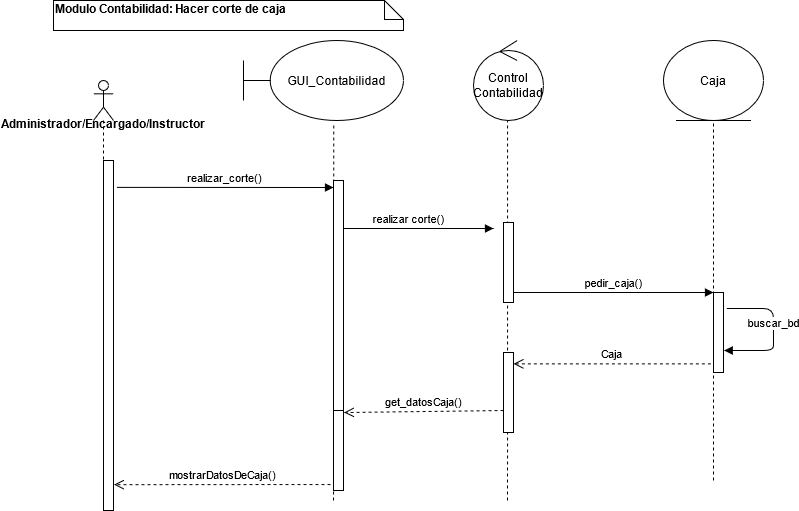 Modulo Contabilidad: Hacer corte de caja
GUI_Contabilidad
Control
Contabilidad
Caja
Administrador/Encargado/Instructor
realizar_corte()
realizar corte()
pedir_caja()
buscar_bd
Caja
get_datosCaja()
mostrarDatosDeCaja()